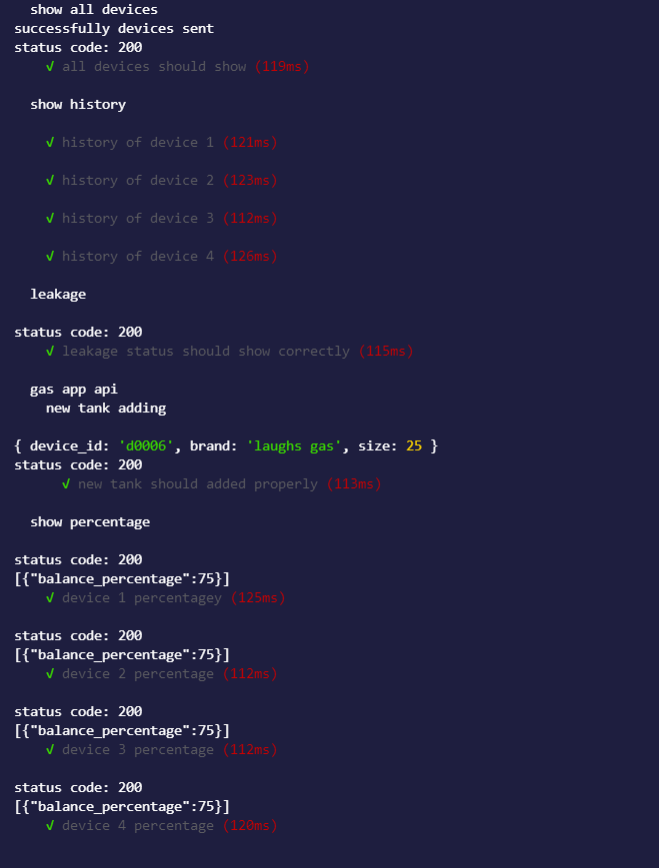 show all devices
successfully devices sent
status code: 200
√ all devices should show (119ms)
show history
√ history of device 1 (121ms)
√ history of device 2 (123ms)
√ history of device 3 (112ms)
√ history of device 4 (126ms)
leakage
status code: 200
√ leakage status should show correctly (115ms)
gas app api
new tank adding
{ device_id: 'd0006', brand: 'laughs gas', size: 25 }
status code: 200
√ new tank should added properly (113ms)
show percentage
status code: 200
[{"balance_percentage":75}]
√ device 1 percentagey (125ms)
status code: 200
[{"balance_percentage":75}]
√ device 2 percentage (112ms)
status code: 200
[{"balance_percentage":75}]
√ device 3 percentage (112ms)
status code: 200
[{"balance_percentage":75}]
√ device 4 percentage (120ms)